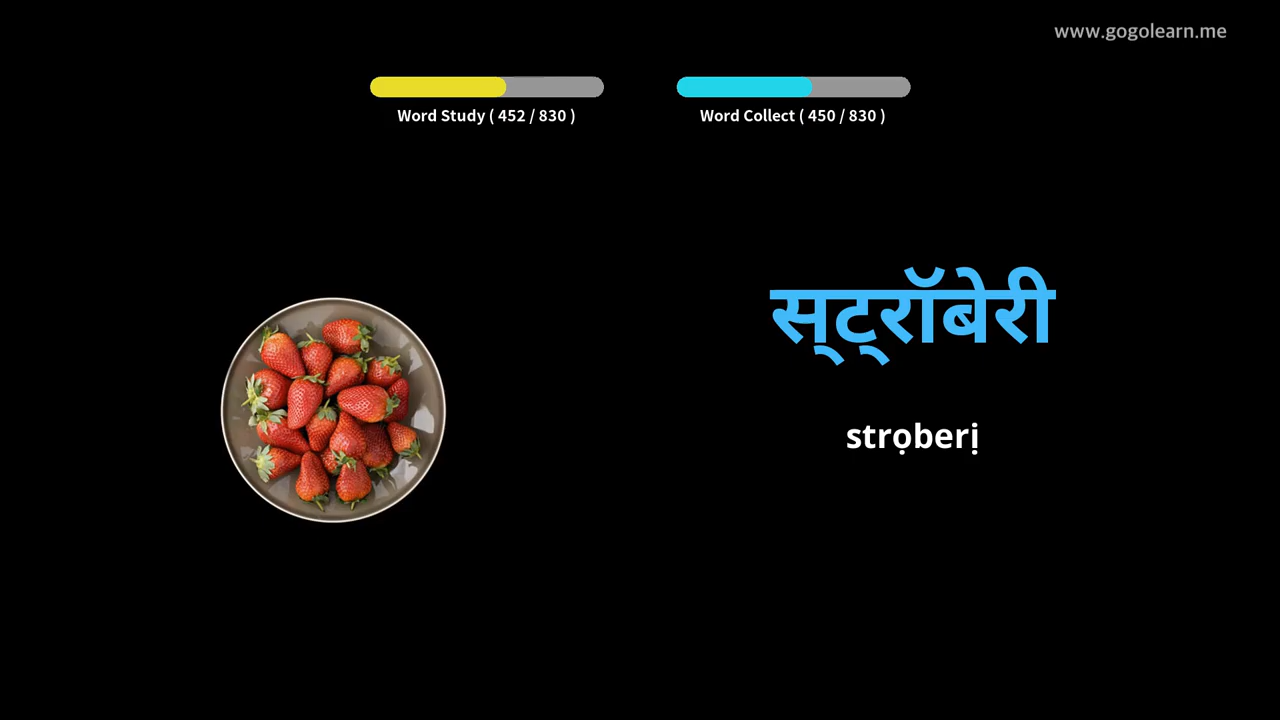 www.gogolearn.me
Word Study ( 452 / 830 )
Word Collect ( 450 / 830 )
स्ट्रॉबेरी
strọberị